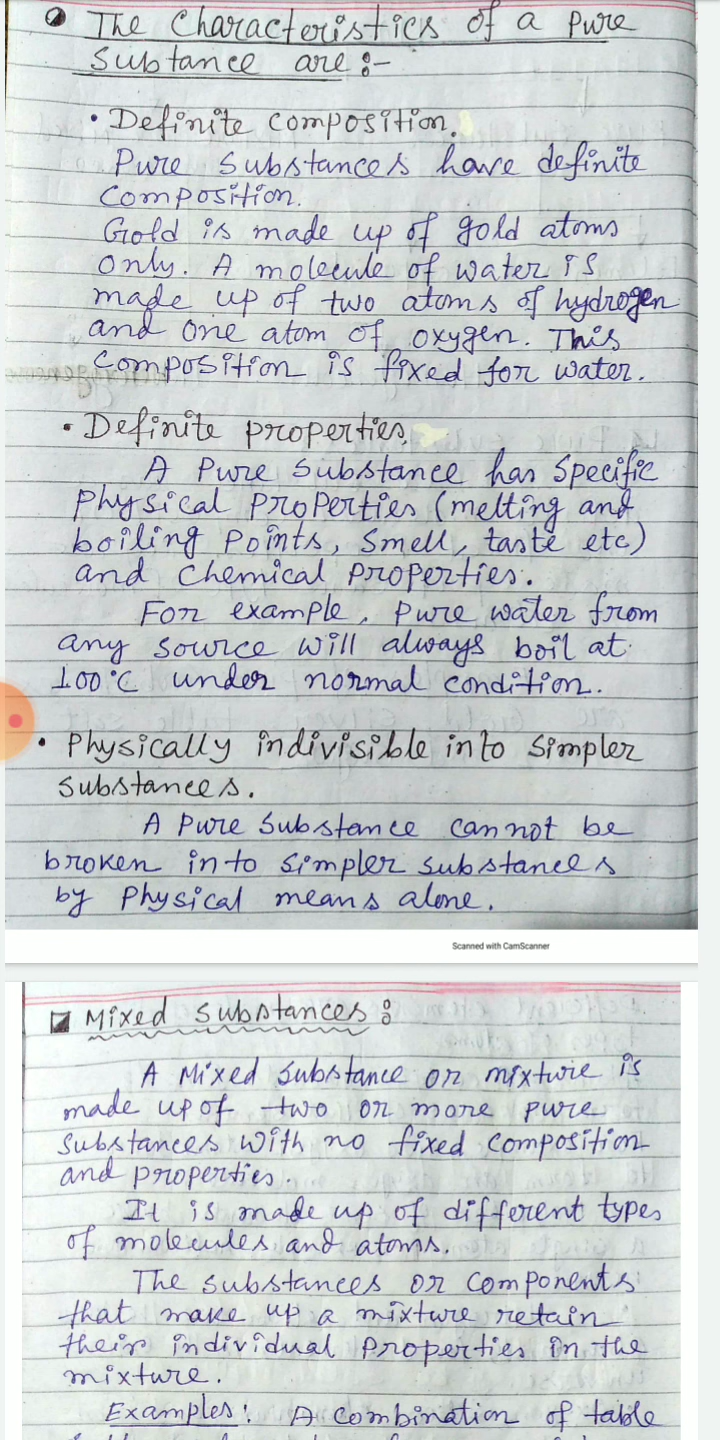 The Characteristics of a Pure
Substance are :-
• Definite composition.
Pure substances have definite
composition.
Gold is made up of gold atoms
only. A molecule of water is
made up of two atoms of hydrogen
and one atom of oxygen. This
composition is fixed for water.
• Definite properties.
A Pure Substance has Specific
Physical Properties (melting and
boiling Points, Smell, taste etc)
and Chemical Properties.
For example, Pure water from
any source will always boil at
100°C under normal condition.
• Physically indivisible into Simpler
Substances.
A Pure Substance cannot be
broken into simpler substances
by Physical means alone.
Scanned with CamScanner
Mixed Substances :
A Mixed Substance or mixture is
made up of two or more pure
Substances with no fixed composition
and properties.
It is made up of different types
of molecules and atoms.
The substances or components
that make up a mixture retain
their individual Properties in the
mixture.
Examples: A combination of table